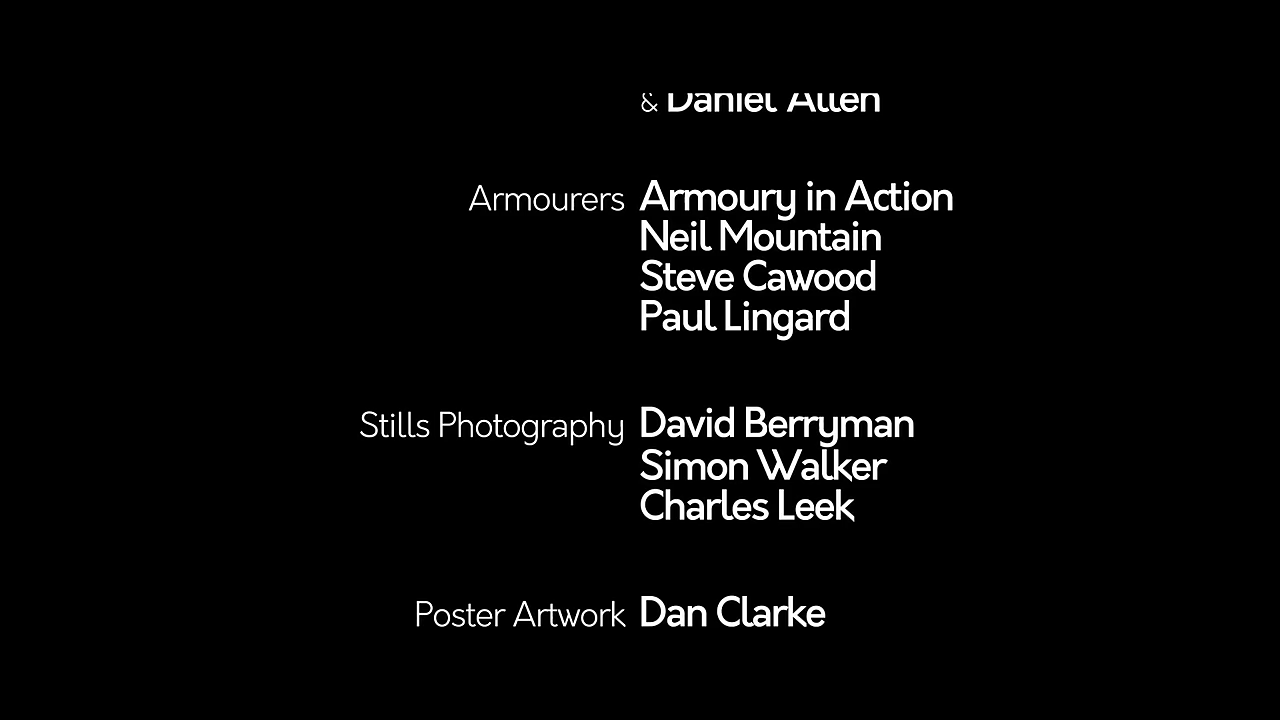 & Daniel Allen
Armourers Armoury in Action
Neil Mountain
Steve Cawood
Paul Lingard
Stills Photography David Berryman
Simon Walker
Charles Leek
Poster Artwork Dan Clarke